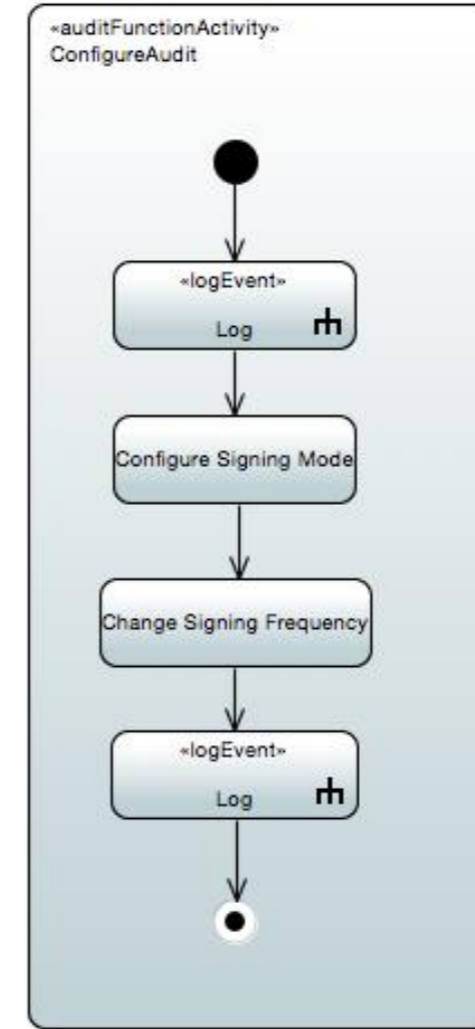 «auditFunctionActivity»
ConfigureAudit
«logEvent»
Log
Configure Signing Mode
Change Signing Frequency
«logEvent»
Log